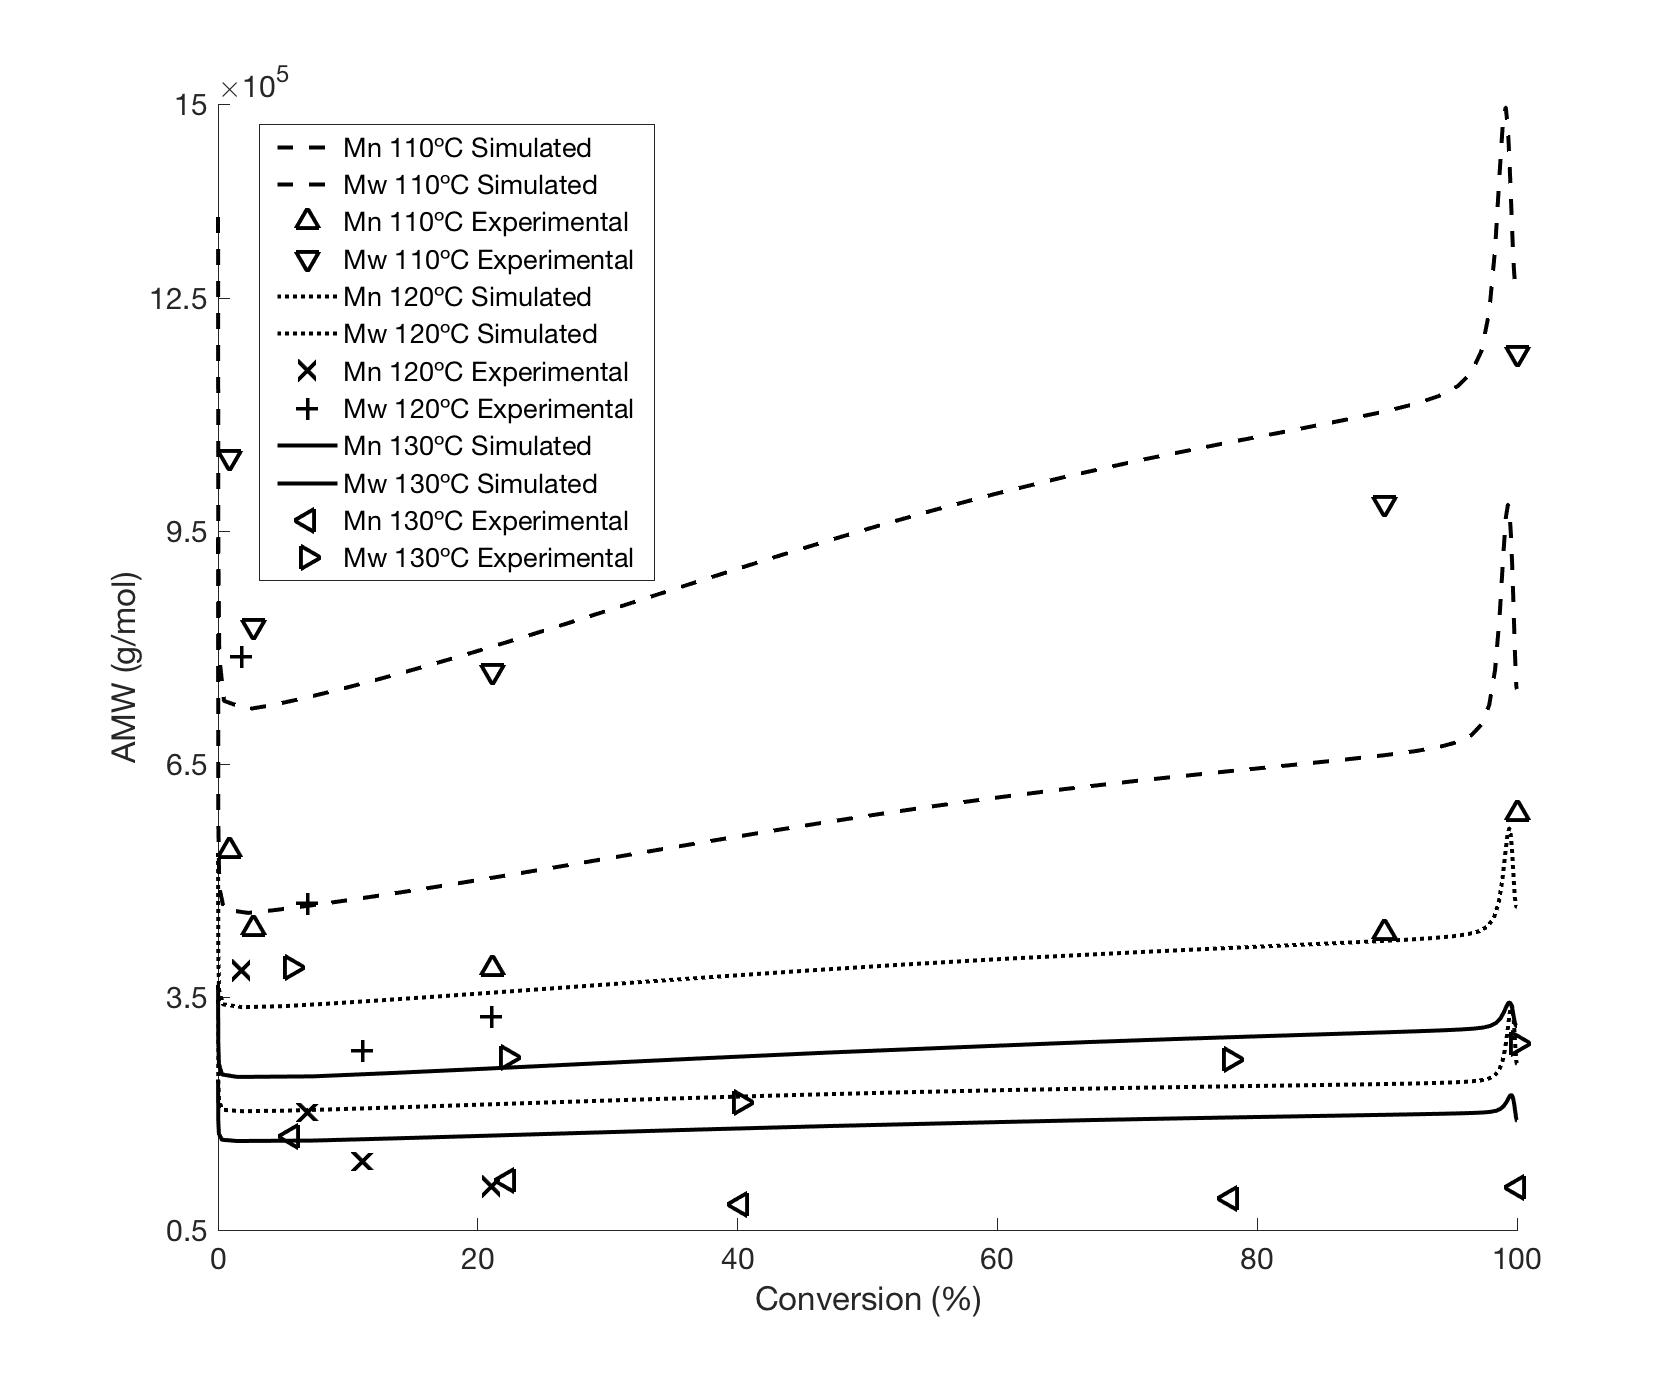 ×10⁵
15
12.5
9.5
6.5
3.5
0.5
AMW (g/mol)
Mn 110ºC Simulated
Mw 110ºC Simulated
Mn 110ºC Experimental
Mw 110ºC Experimental
Mn 120ºC Simulated
Mw 120ºC Simulated
Mn 120ºC Experimental
Mw 120ºC Experimental
Mn 130ºC Simulated
Mw 130ºC Simulated
Mn 130ºC Experimental
Mw 130ºC Experimental
0 20 40 60 80 100
Conversion (%)